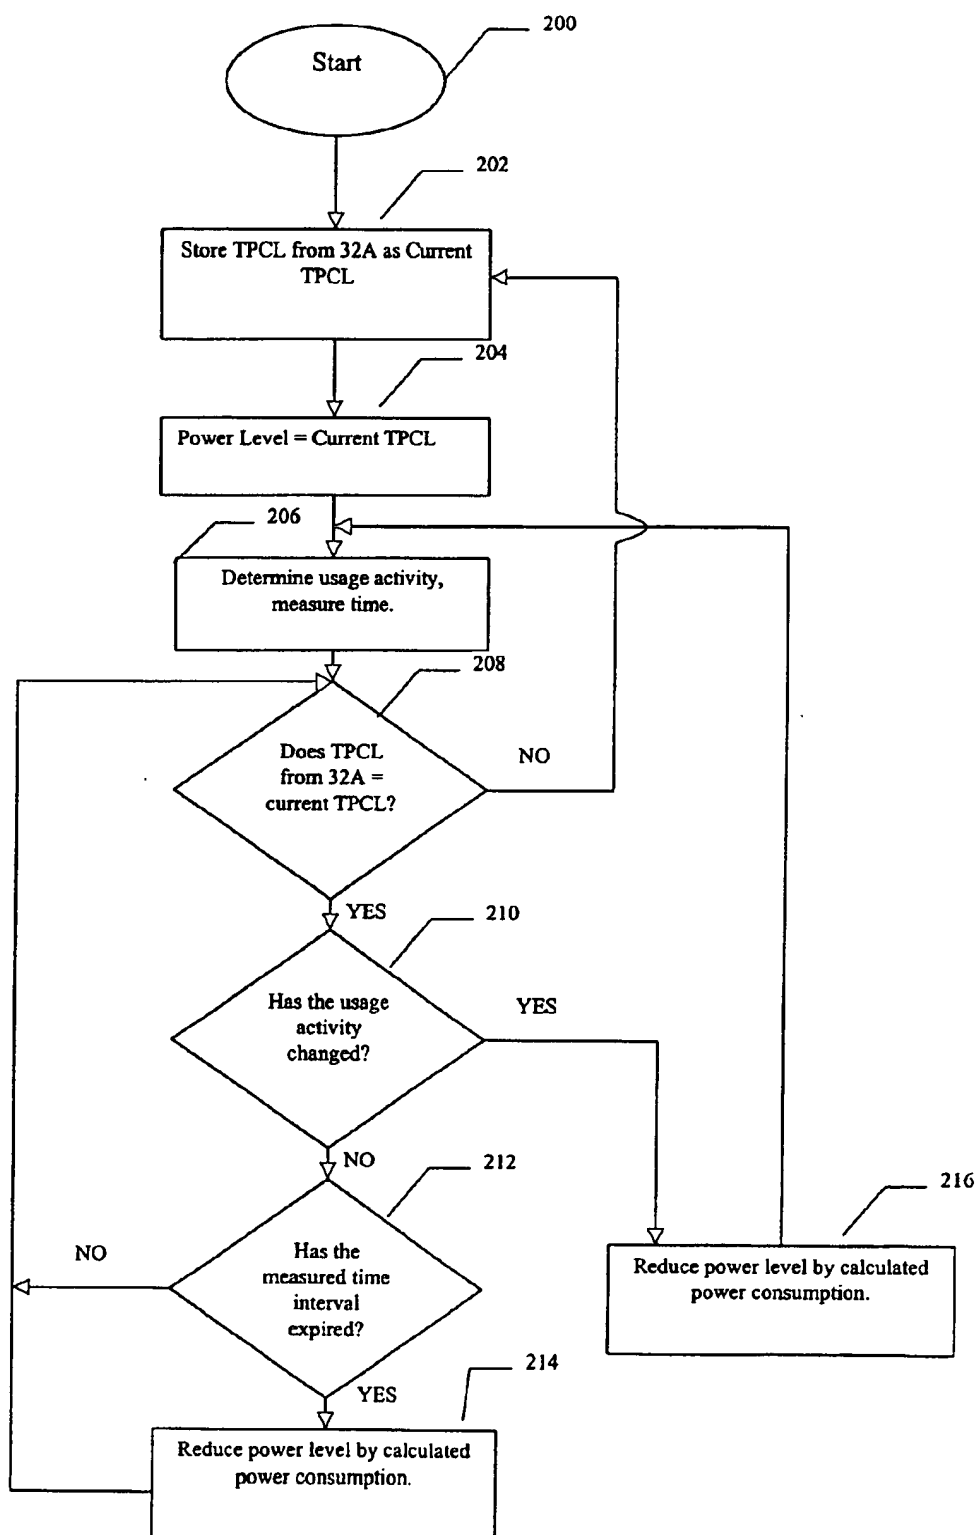 200
Start
202
Store TPCL from 32A as Current
TPCL
204
Power Level = Current TPCL
206
Determine usage activity,
measure time.
208
Does TPCL
from 32A =
current TPCL?
NO
YES
210
Has the usage
activity
changed?
YES
NO
212
216
NO
Has the
measured time
interval
expired?
Reduce power level by calculated
power consumption.
YES
214
Reduce power level by calculated
power consumption.